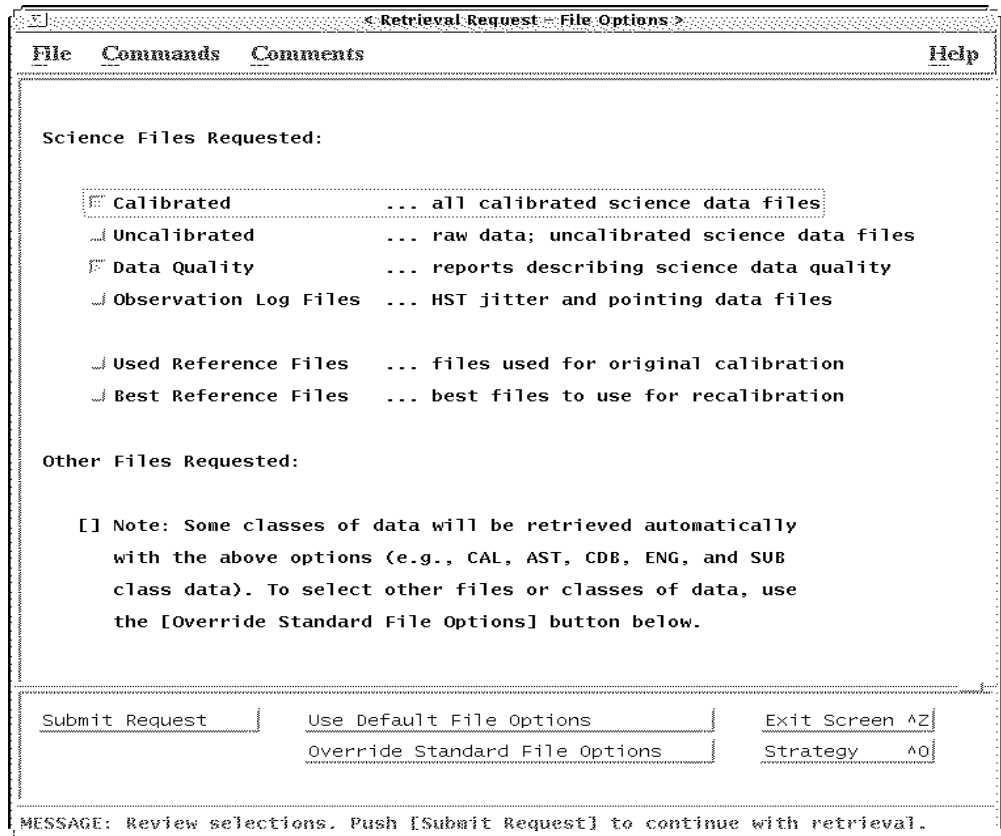 < Retrieval Request - File Options >
File Commands Comments Help
Science Files Requested:
Calibrated ... all calibrated science data files
Uncalibrated ... raw data; uncalibrated science data files
Data Quality ... reports describing science data quality
Observation Log Files ... HST jitter and pointing data files
Used Reference Files ... files used for original calibration
Best Reference Files ... best files to use for recalibration
Other Files Requested:
[] Note: Some classes of data will be retrieved automatically
with the above options (e.g., CAL, AST, CDB, ENG, and SUB
class data). To select other files or classes of data, use
the [Override Standard File Options] button below.
Submit Request Use Default File Options Exit Screen ^Z
Override Standard File Options Strategy ^O
MESSAGE: Review selections. Push [Submit Request] to continue with retrieval.